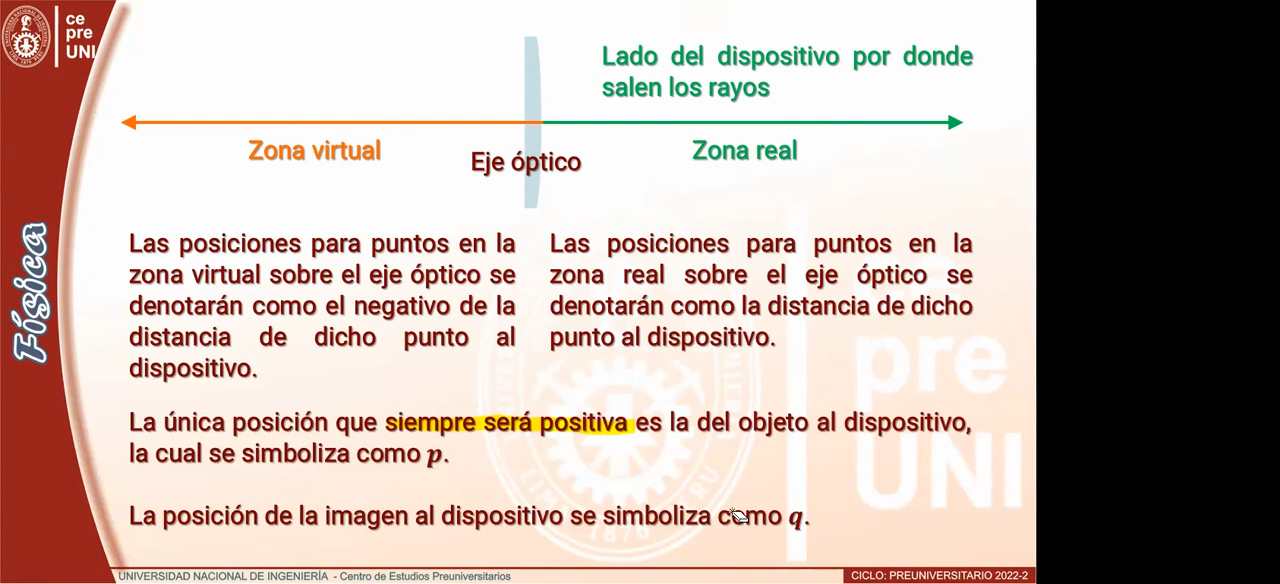 ce
pre
UNI
Lado del dispositivo por donde
salen los rayos
Zona virtual
Eje óptico
Zona real
Física
Las posiciones para puntos en la
zona virtual sobre el eje óptico se
denotarán como el negativo de la
distancia de dicho punto al
dispositivo.
Las posiciones para puntos en la
zona real sobre el eje óptico se
denotarán como la distancia de dicho
punto al dispositivo.
La única posición que siempre será positiva es la del objeto al dispositivo,
la cual se simboliza como p.
La posición de la imagen al dispositivo se simboliza como q.
pre
UNI
1876
UNIVERSIDAD NACIONAL DE INGENIERÍA - Centro de Estudios Preuniversitarios
CICLO: PREUNIVERSITARIO 2022-2